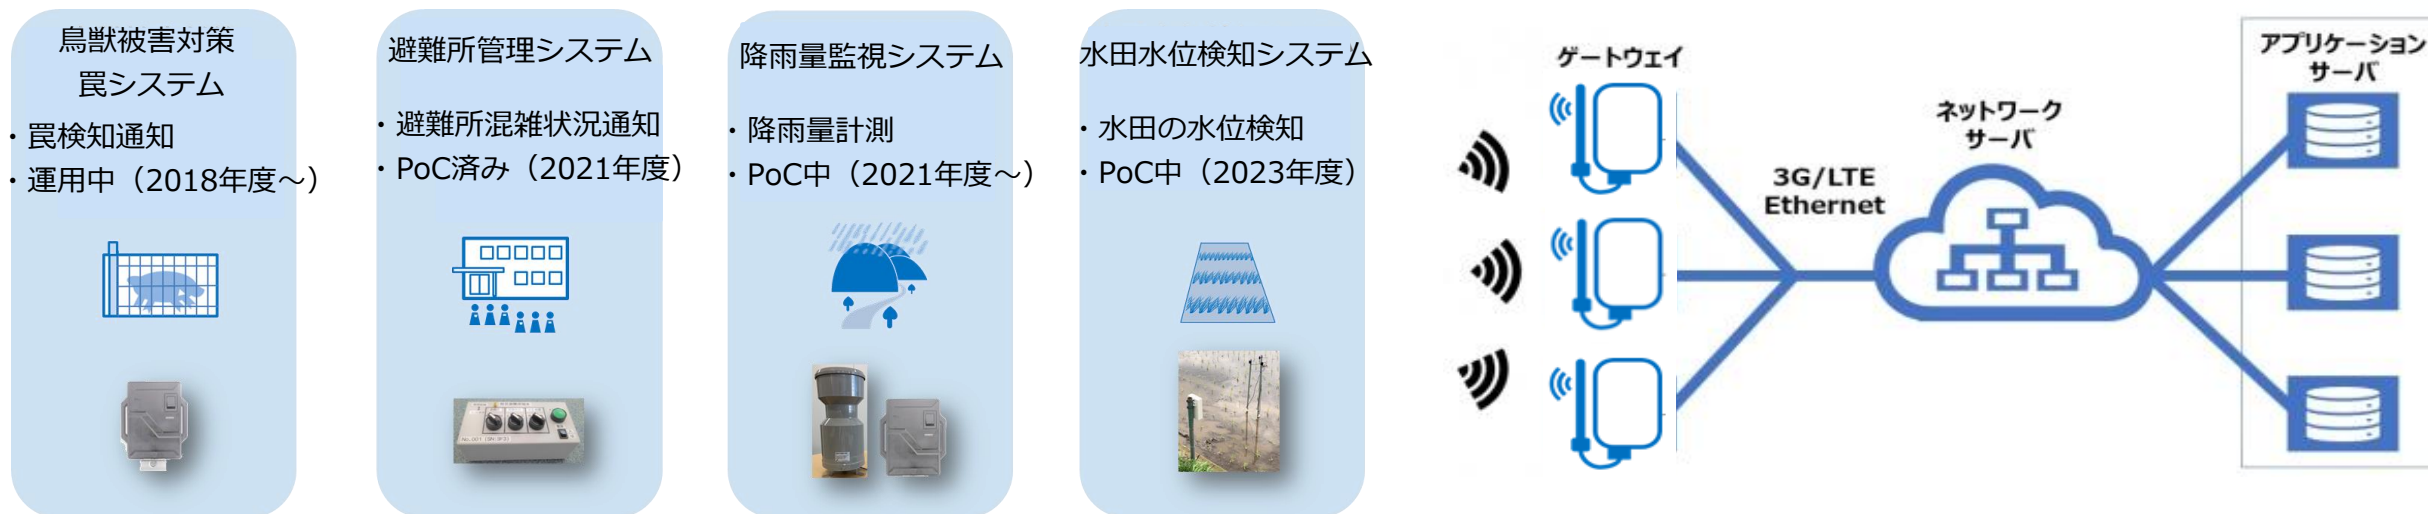 鳥獣被害対策
罠システム
・罠検知通知
・運用中（2018年度～）
避難所管理システム
・避難所混雑状況通知
・PoC済み（2021年度）
降雨量監視システム
・降雨量計測
・PoC中（2021年度～）
水田水位検知システム
・水田の水位検知
・PoC中（2023年度）
ゲートウェイ
3G/LTE
Ethernet
ネットワーク
サーバ
アプリケーション
サーバ